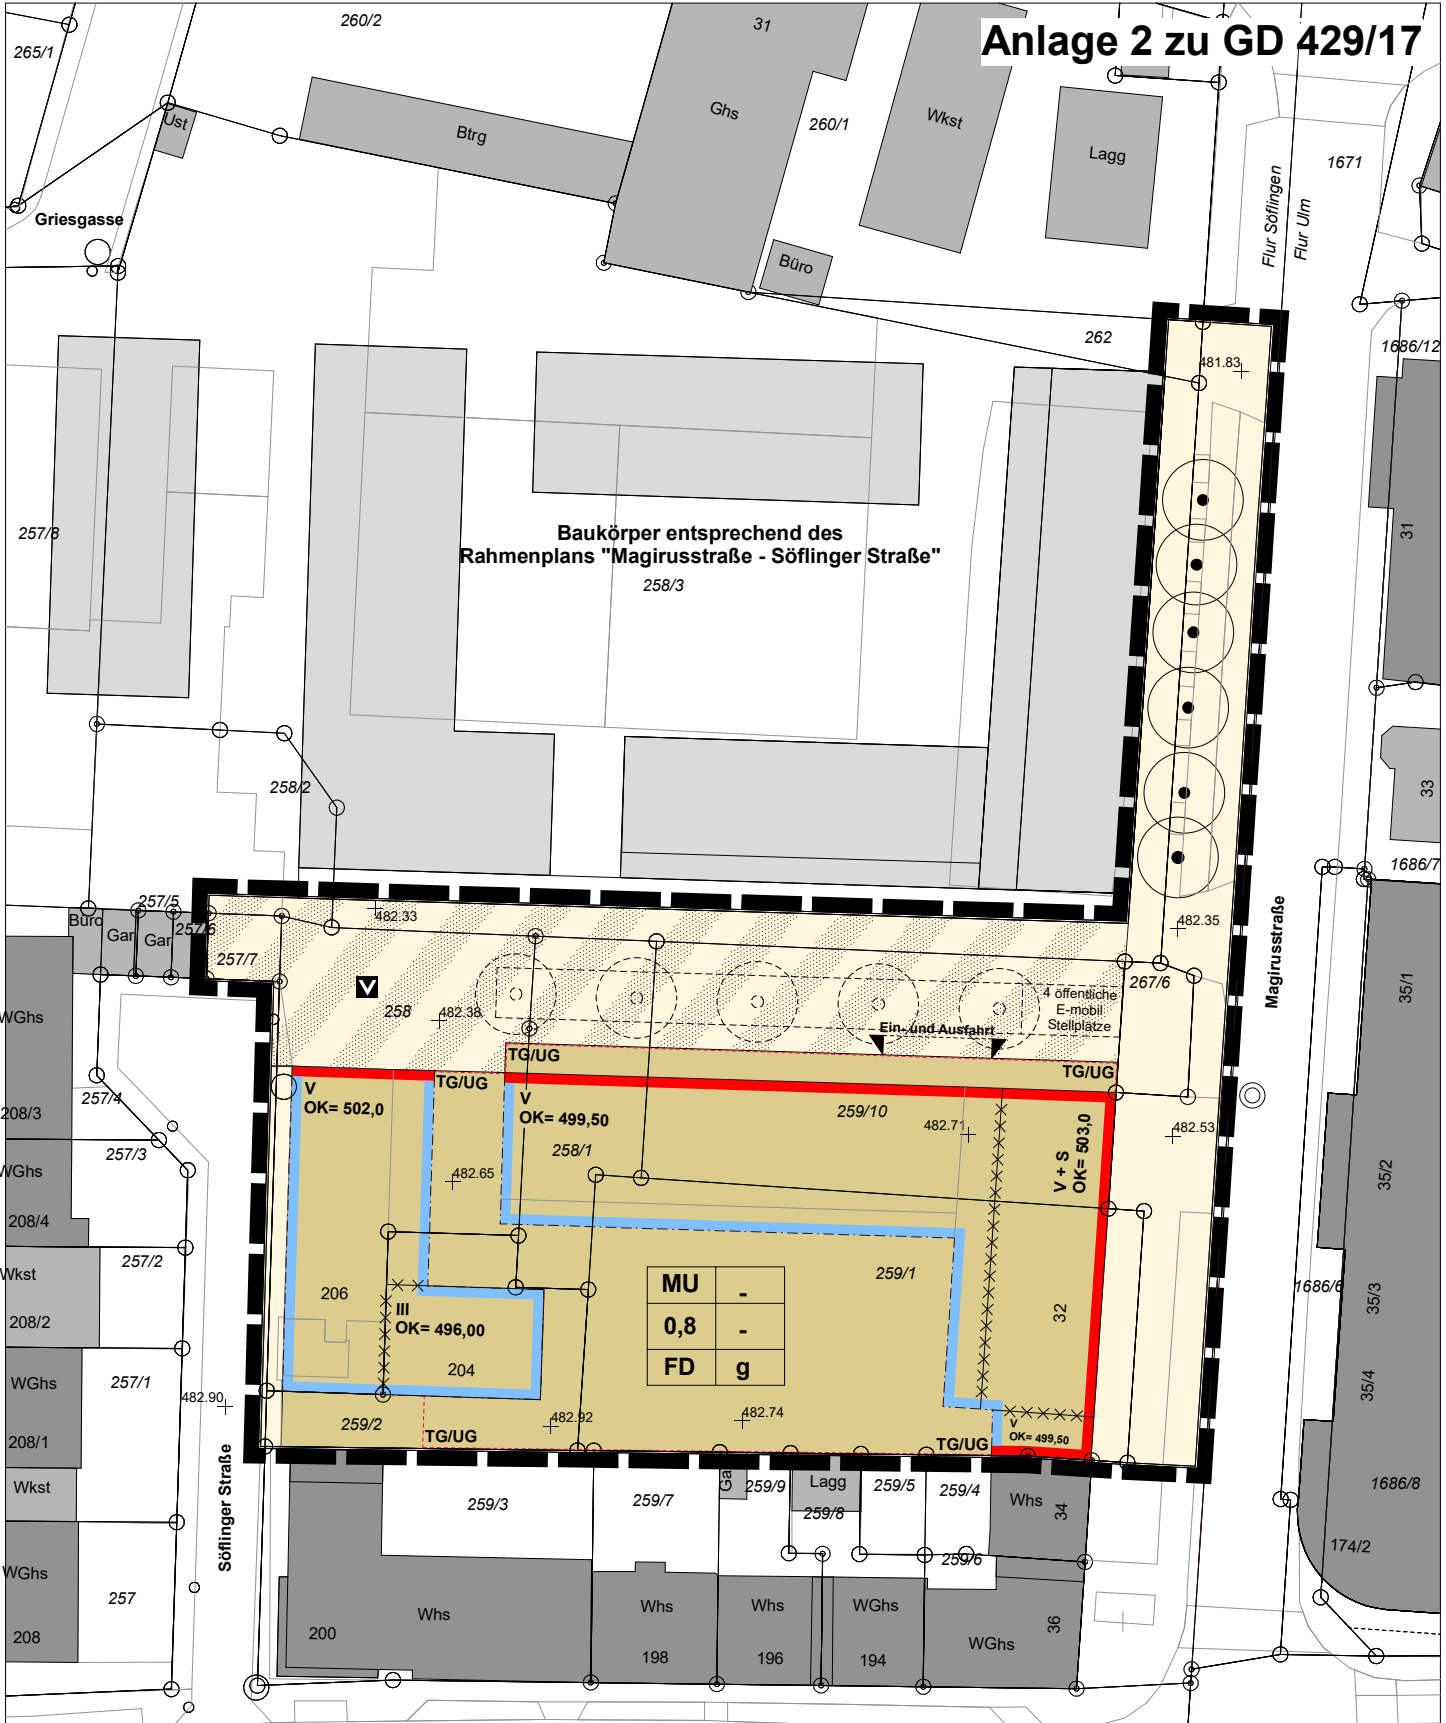 Anlage 2 zu GD 429/17
260/2
31
265/1
Ust
Btrg
Ghs
260/1
Wkst
Lagg
1671
Griesgasse
Flur Söflingen
Flur Ulm
Büro
262
481.83
1686/12
257/8
Baukörper entsprechend des
Rahmenplans "Magirusstraße - Söflinger Straße"
258/3
31
258/2
33
1686/7
257/5
Büro
Gar
Gar
257/6
482.33
482.35
257/7
267/6
Magirusstraße
35/1
V
258
482.38
4 öffentliche
E-mobil
Stellplätze
Ein- und Ausfahrt
WGhs
TG/UG
TG/UG
TG/UG
V
OK= 502,0
V
OK= 499,50
259/10
482.71
V + S
OK= 503,0
482.53
257/4
208/3
257/3
258/1
482.65
WGhs
35/2
208/4
257/2
Wkst
259/1
1686/6
206
III
OK= 496,00
MU -
0,8 -
FD g
32
35/3
208/2
204
WGhs
257/1
35/4
482.90
259/2
482.92
482.74
TG/UG
TG/UG
V
OK= 499,50
208/1
Söflinger Straße
Wkst
259/3
259/7
Ga
259/9
Lagg
259/8
259/5
259/4
Whs
34
1686/8
174/2
259/6
WGhs
257
208
Whs
200
Whs
198
Whs
196
WGhs
194
WGhs
36